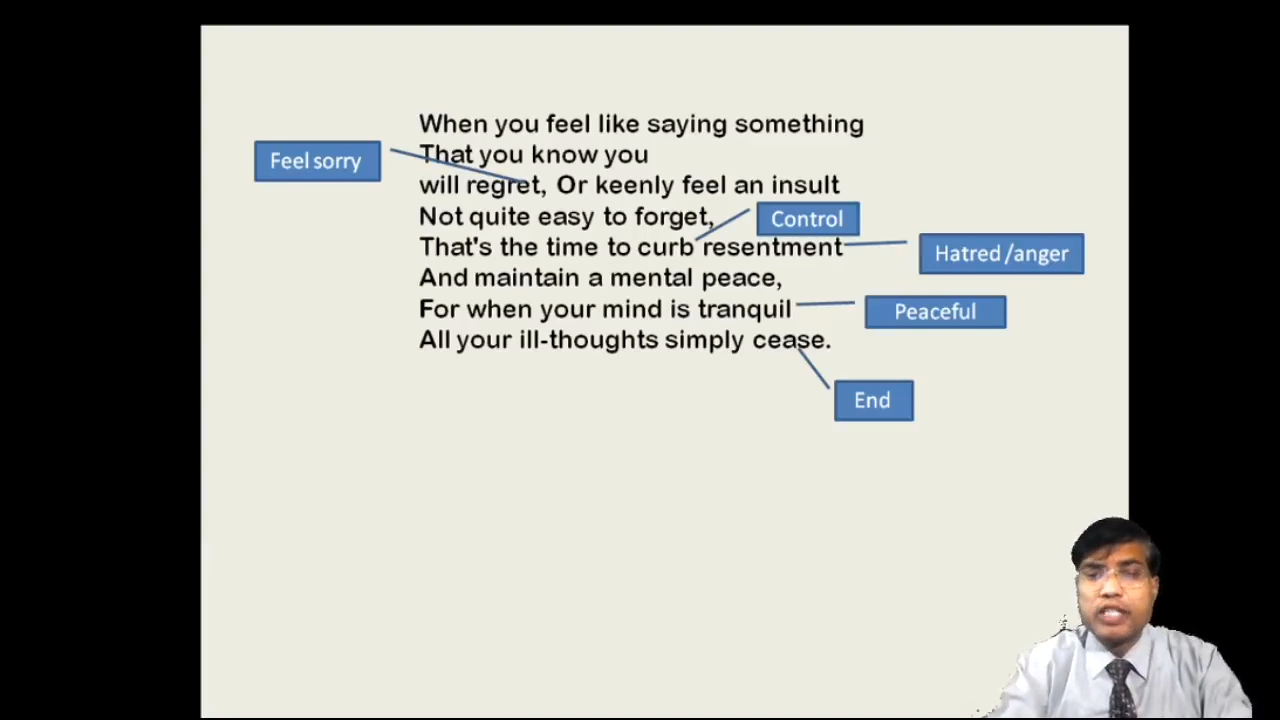 When you feel like saying something
Feel sorry
That you know you
will regret, Or keenly feel an insult
Not quite easy to forget,
Control
That's the time to curb resentment
Hatred /anger
And maintain a mental peace,
For when your mind is tranquil
Peaceful
All your ill-thoughts simply cease.
End